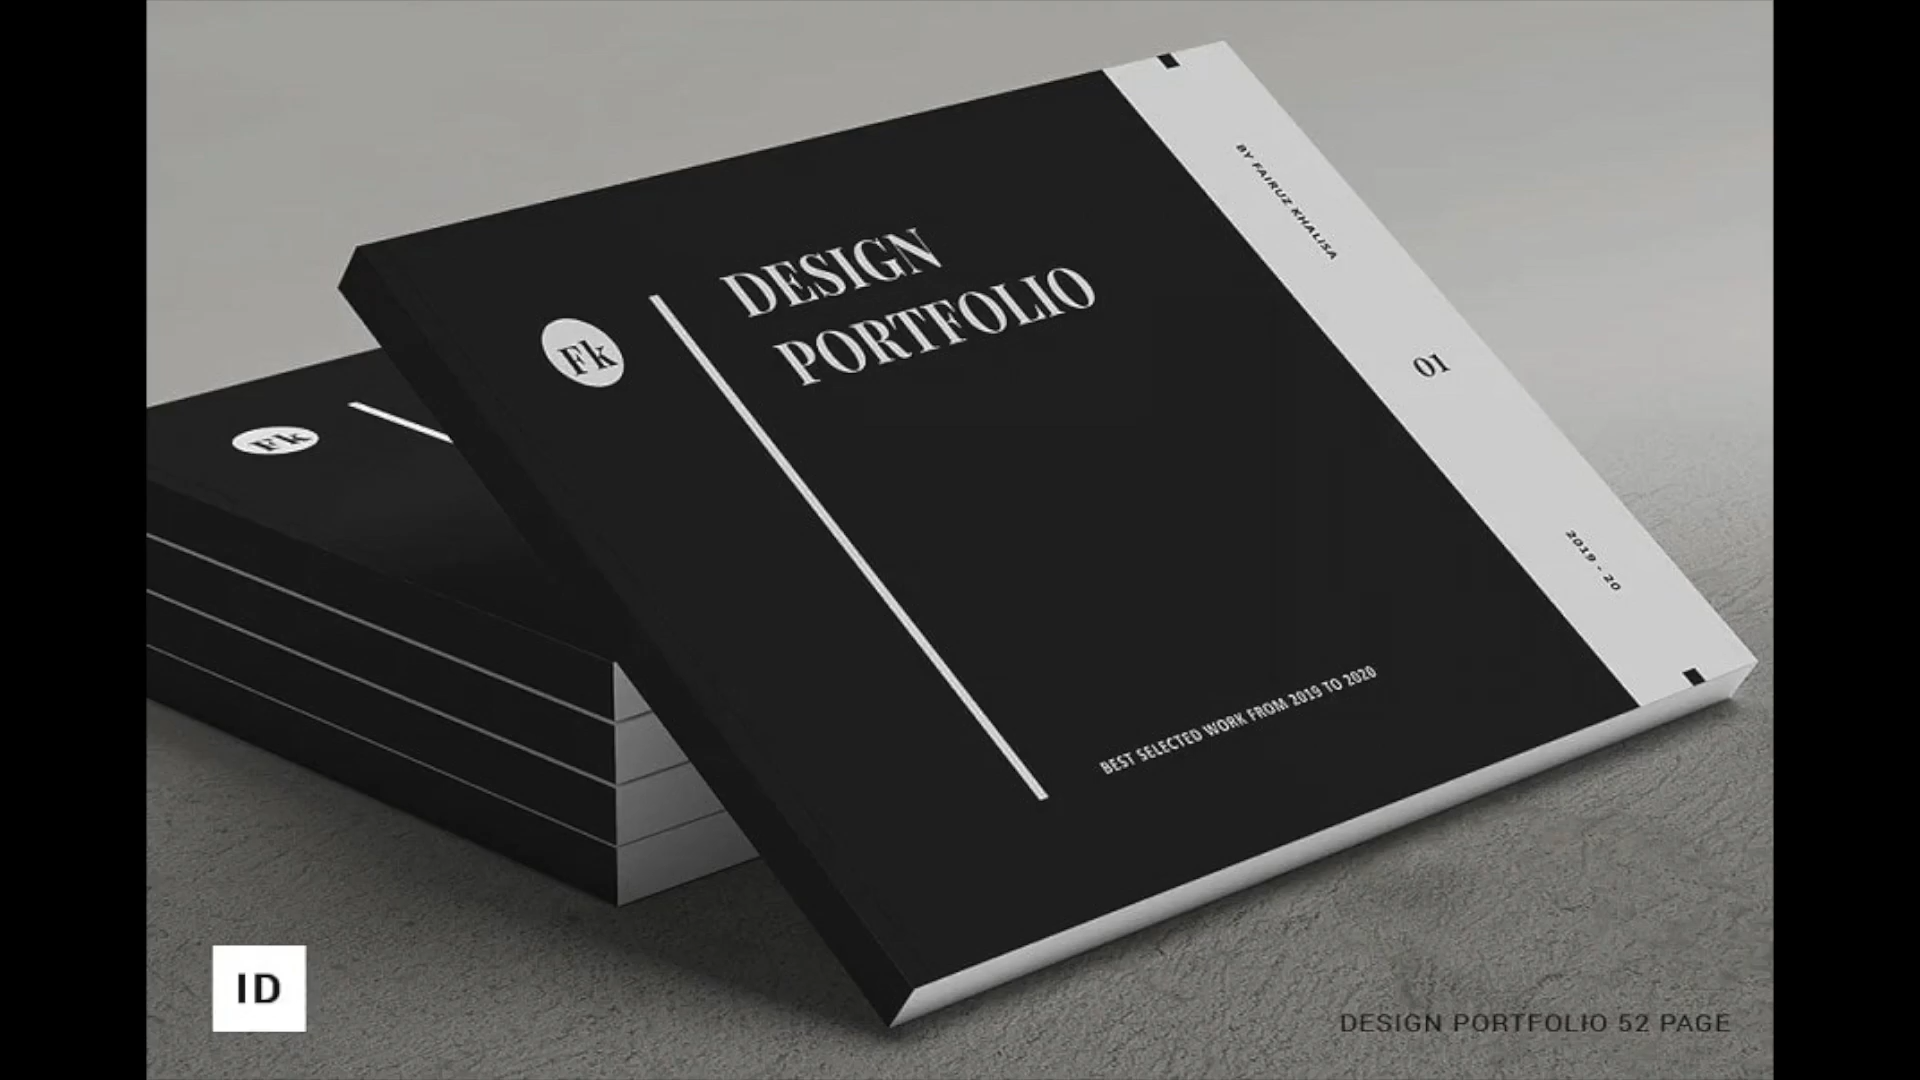 DESIGN
PORTFOLIO
Fk
BY FAIRUZ KHALISA
01
2019 - 20
BEST SELECTED WORK FROM 2019 TO 2020
Fk
ID
DESIGN PORTFOLIO 52 PAGE